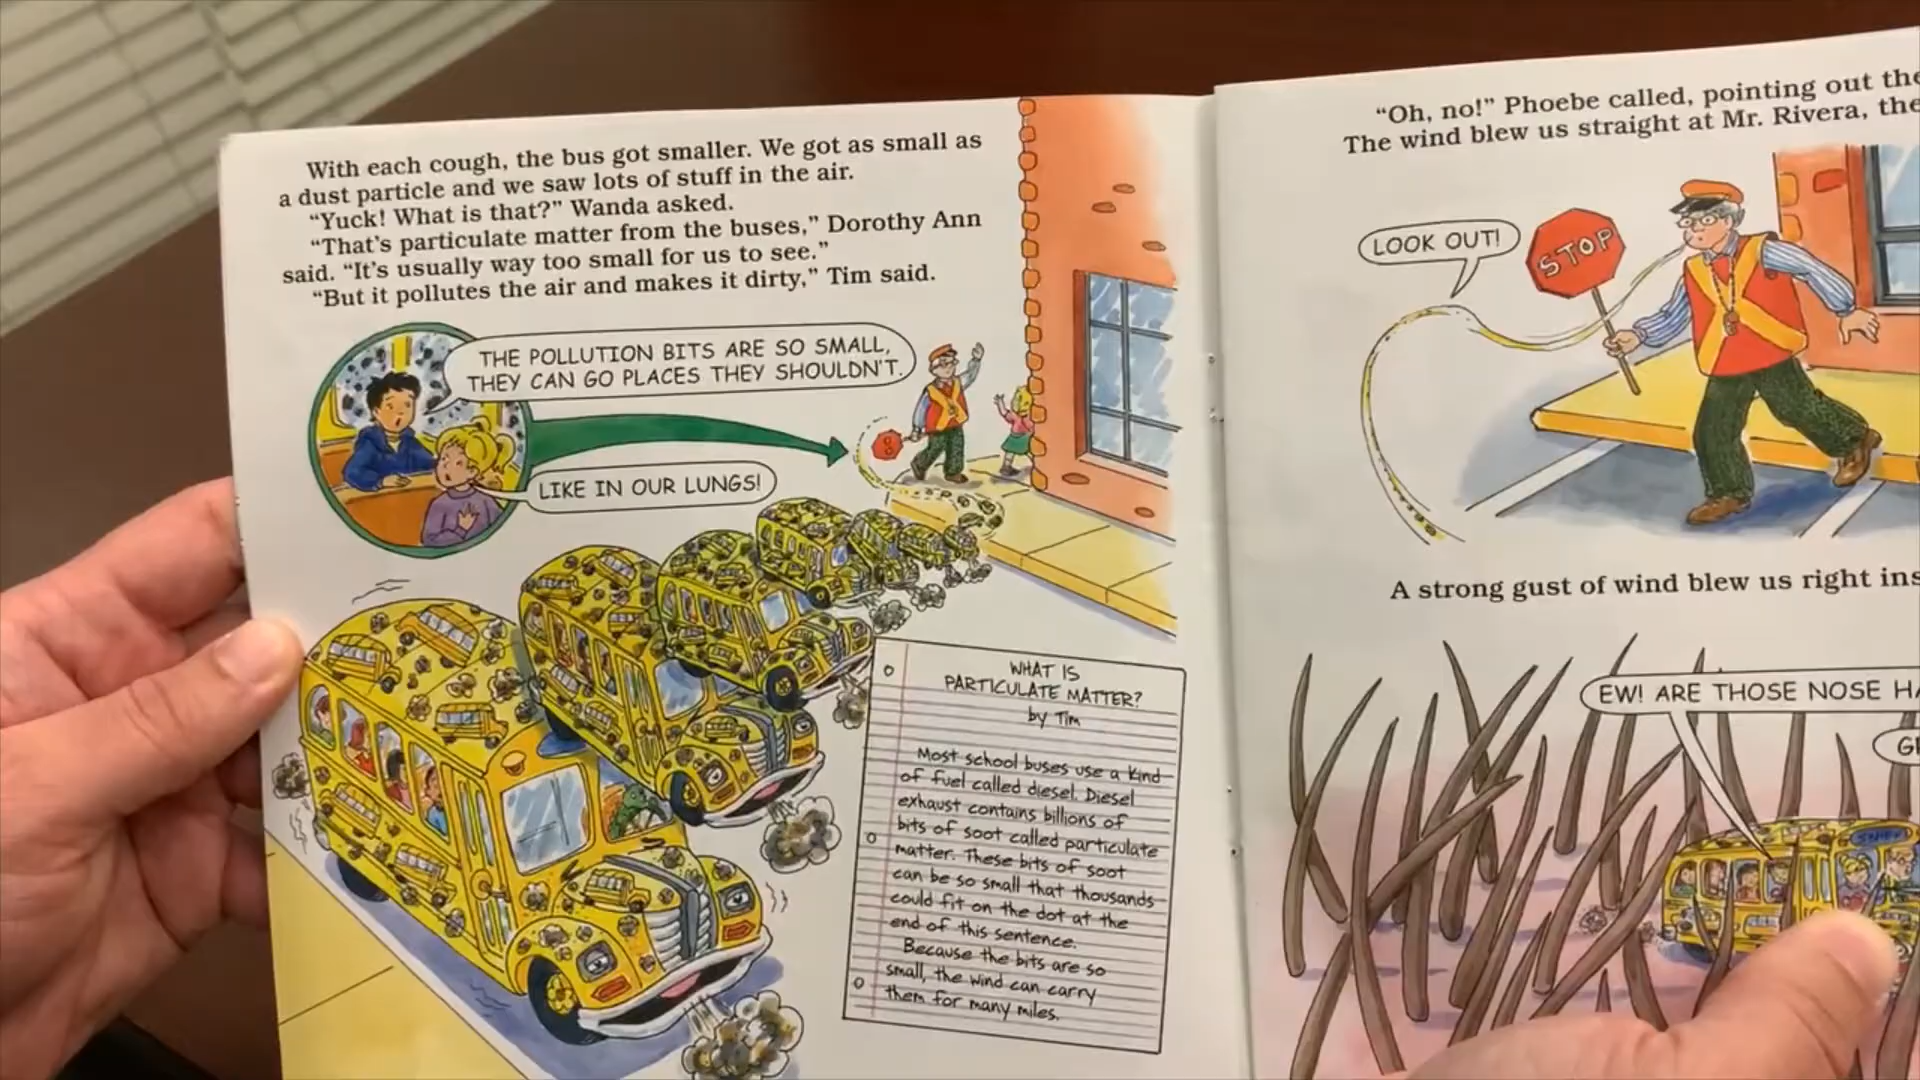 With each cough, the bus got smaller. We got as small as
a dust particle and we saw lots of stuff in the air.
“Yuck! What is that?” Wanda asked.
“That’s particulate matter from the buses,” Dorothy Ann
said. “It’s usually way too small for us to see.”
“But it pollutes the air and makes it dirty,” Tim said.
THE POLLUTION BITS ARE SO SMALL,
THEY CAN GO PLACES THEY SHOULDN'T.
LIKE IN OUR LUNGS!
WHAT IS
PARTICULATE MATTER?
by Tim
Most school buses use a kind
of fuel called diesel. Diesel
exhaust contains billions of
bits of soot called particulate
matter. These bits of soot
can be so small that thousands
could fit on the dot at the
end of this sentence.
Because the bits are so
small, the wind can carry
them for many miles.
“Oh, no!” Phoebe called, pointing out the
The wind blew us straight at Mr. Rivera, the
LOOK OUT!
STOP
A strong gust of wind blew us right
EW! ARE THOSE NOSE